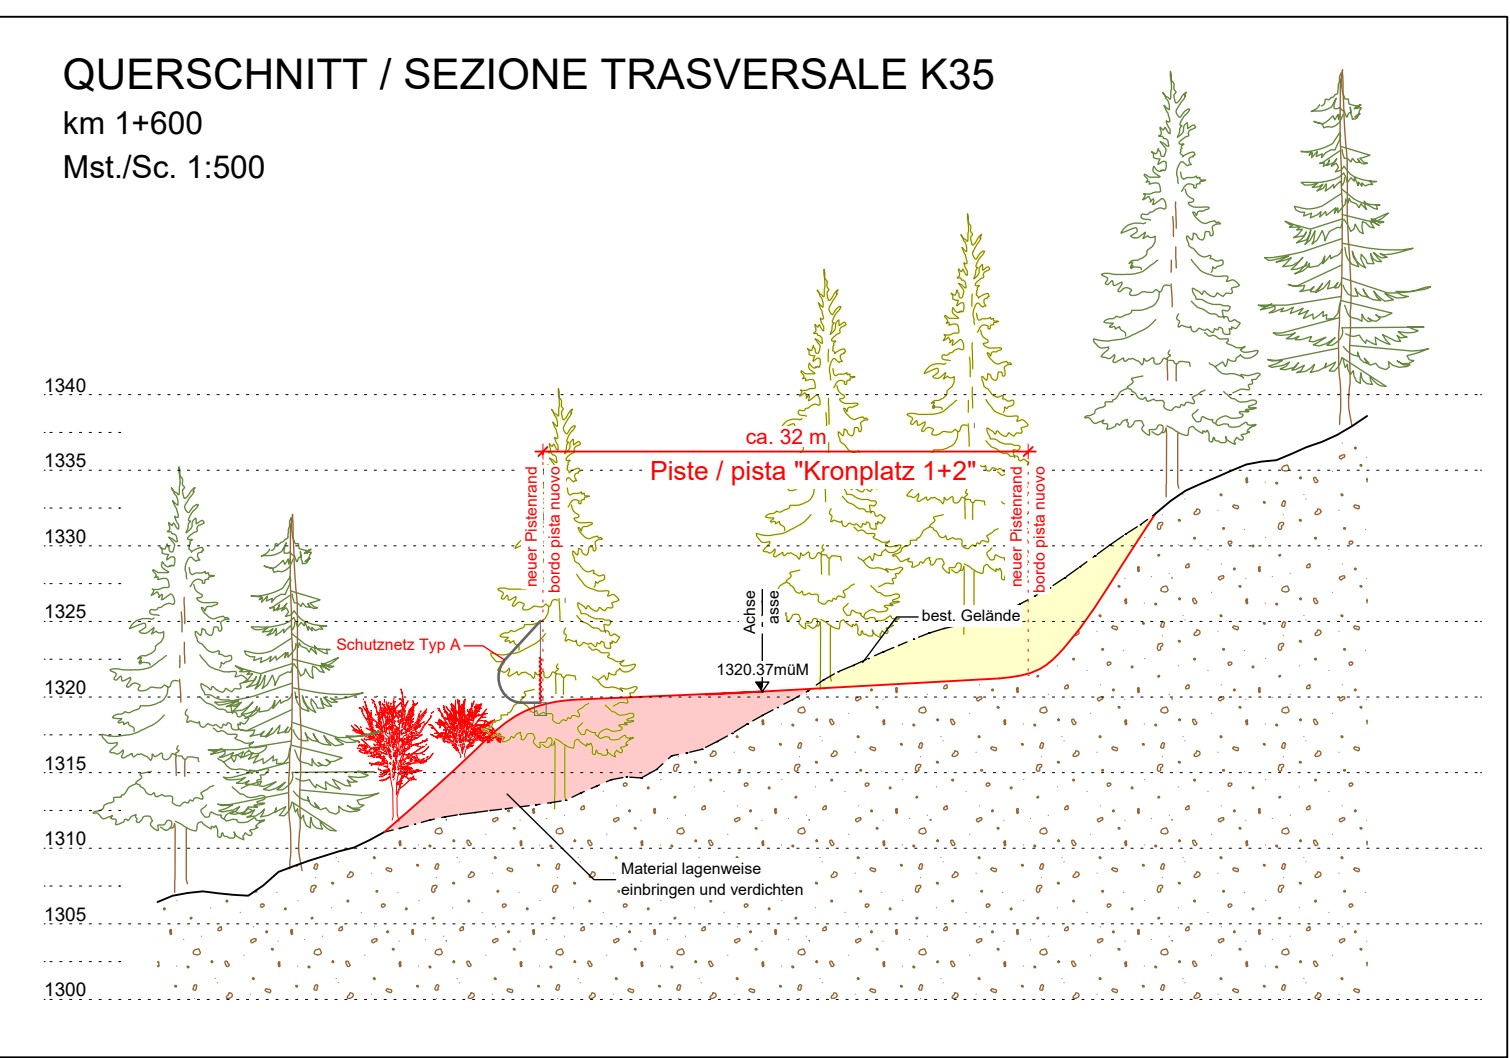 QUERSCHNITT / SEZIONE TRASVERSALE K35
km 1+600
Mst./Sc. 1:500
1340
1335
1330
1325
1320
1315
1310
1305
1300
ca. 32 m
Piste / pista "Kronplatz 1+2"
neuer Pistenrand
bordo pista nuovo
neuer Pistenrand
bordo pista nuovo
Schutznetz Typ A
Achse
asse
1320.37müM
best. Gelände
Material lagenweise
einbringen und verdichten